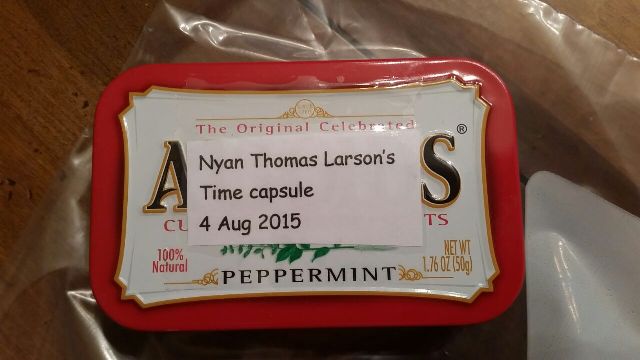 The Original Celebrated
®
Nyan Thomas Larson's
Time capsule
4 Aug 2015
100%
Natural
NET WT
1.76 OZ (50g)
PEPPERMINT